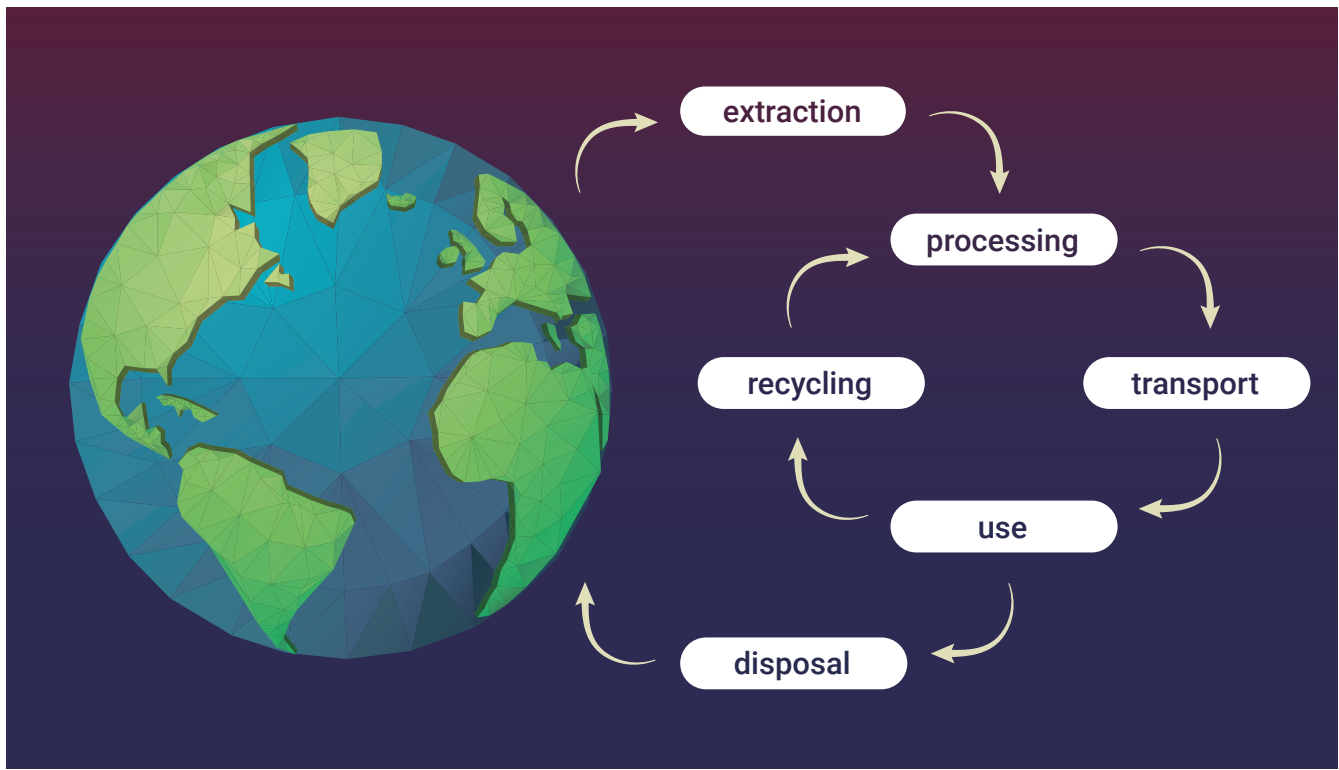 extraction
processing
recycling
transport
use
disposal